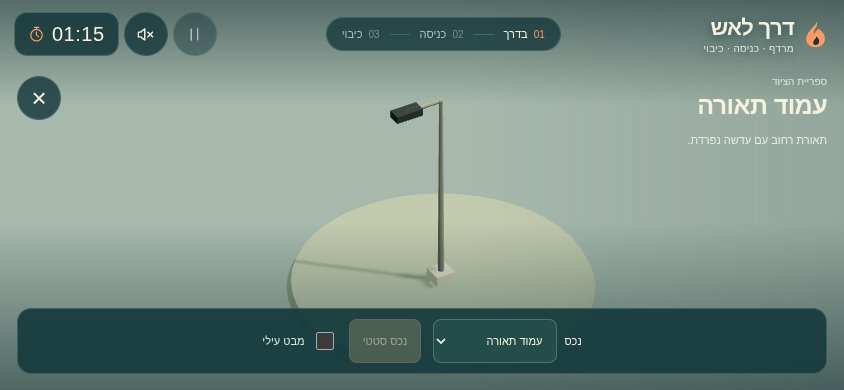 דרך לאש
מרדף · כניסה · כיבוי
01 בדרך
02 כניסה
03 כיבוי
01:15
ספריית הציוד
עמוד תאורה
תאורת רחוב עם עדשה נפרדת.
נכס
עמוד תאורה
נכס סטטי
מבט עילי